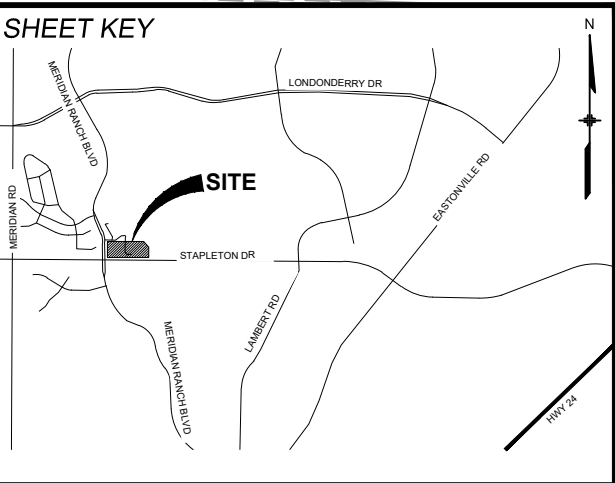 SHEET KEY
N
MERIDIAN RANCH BLVD
LONDONDERRY DR
SITE
EASTONVILLE RD
MERIDIAN RD
STAPLETON DR
LAMBERT RD
MERIDIAN RANCH BLVD
HWY 24